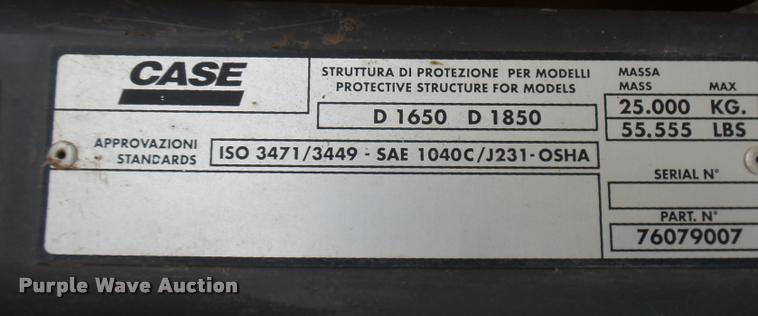 CASE
STRUTTURA DI PROTEZIONE PER MODELLI
PROTECTIVE STRUCTURE FOR MODELS
D 1650 D 1850
APPROVAZIONI
STANDARDS
ISO 3471/3449 - SAE 1040C/J231-OSHA
MASSA
MASS MAX
25.000 KG.
55.555 LBS
SERIAL N°
PART. N°
76079007
Purple Wave Auction